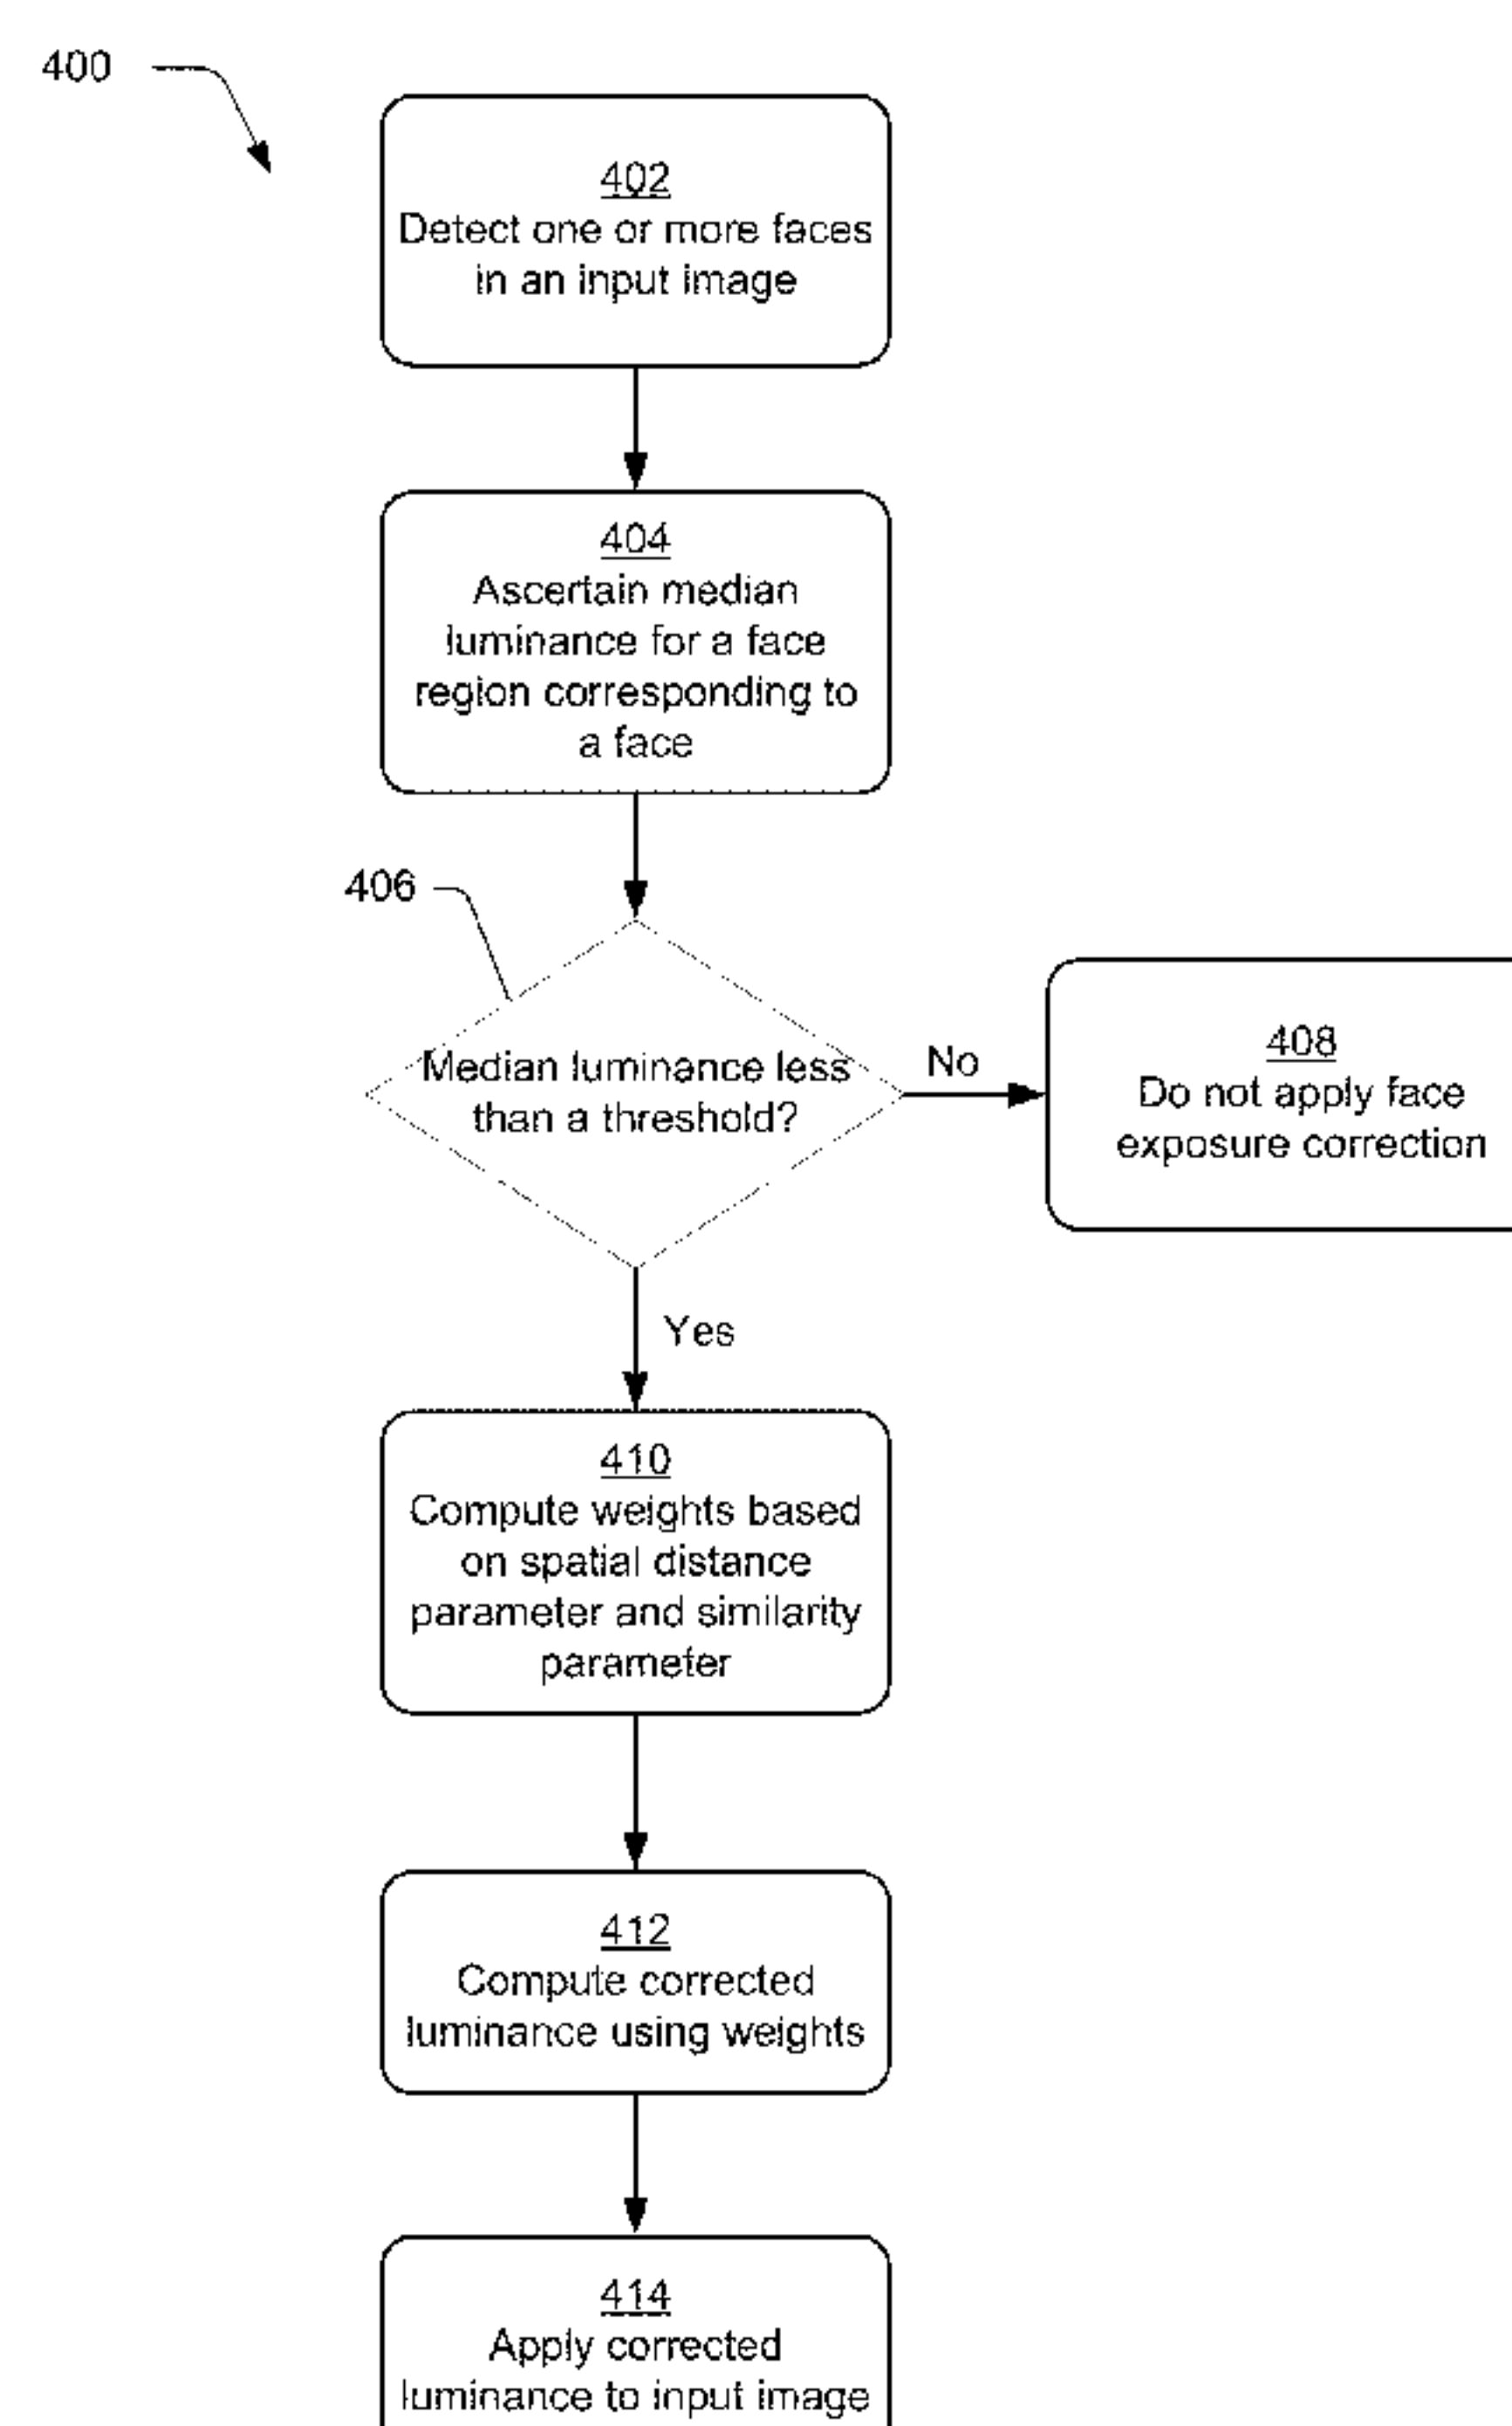 400
402
Detect one or more faces
in an input image
404
Ascertain median
luminance for a face
region corresponding to
a face
406
Median luminance less
than a threshold?
No
408
Do not apply face
exposure correction
Yes
410
Compute weights based
on spatial distance
parameter and similarity
parameter
412
Compute corrected
luminance using weights
414
Apply corrected
luminance to input image